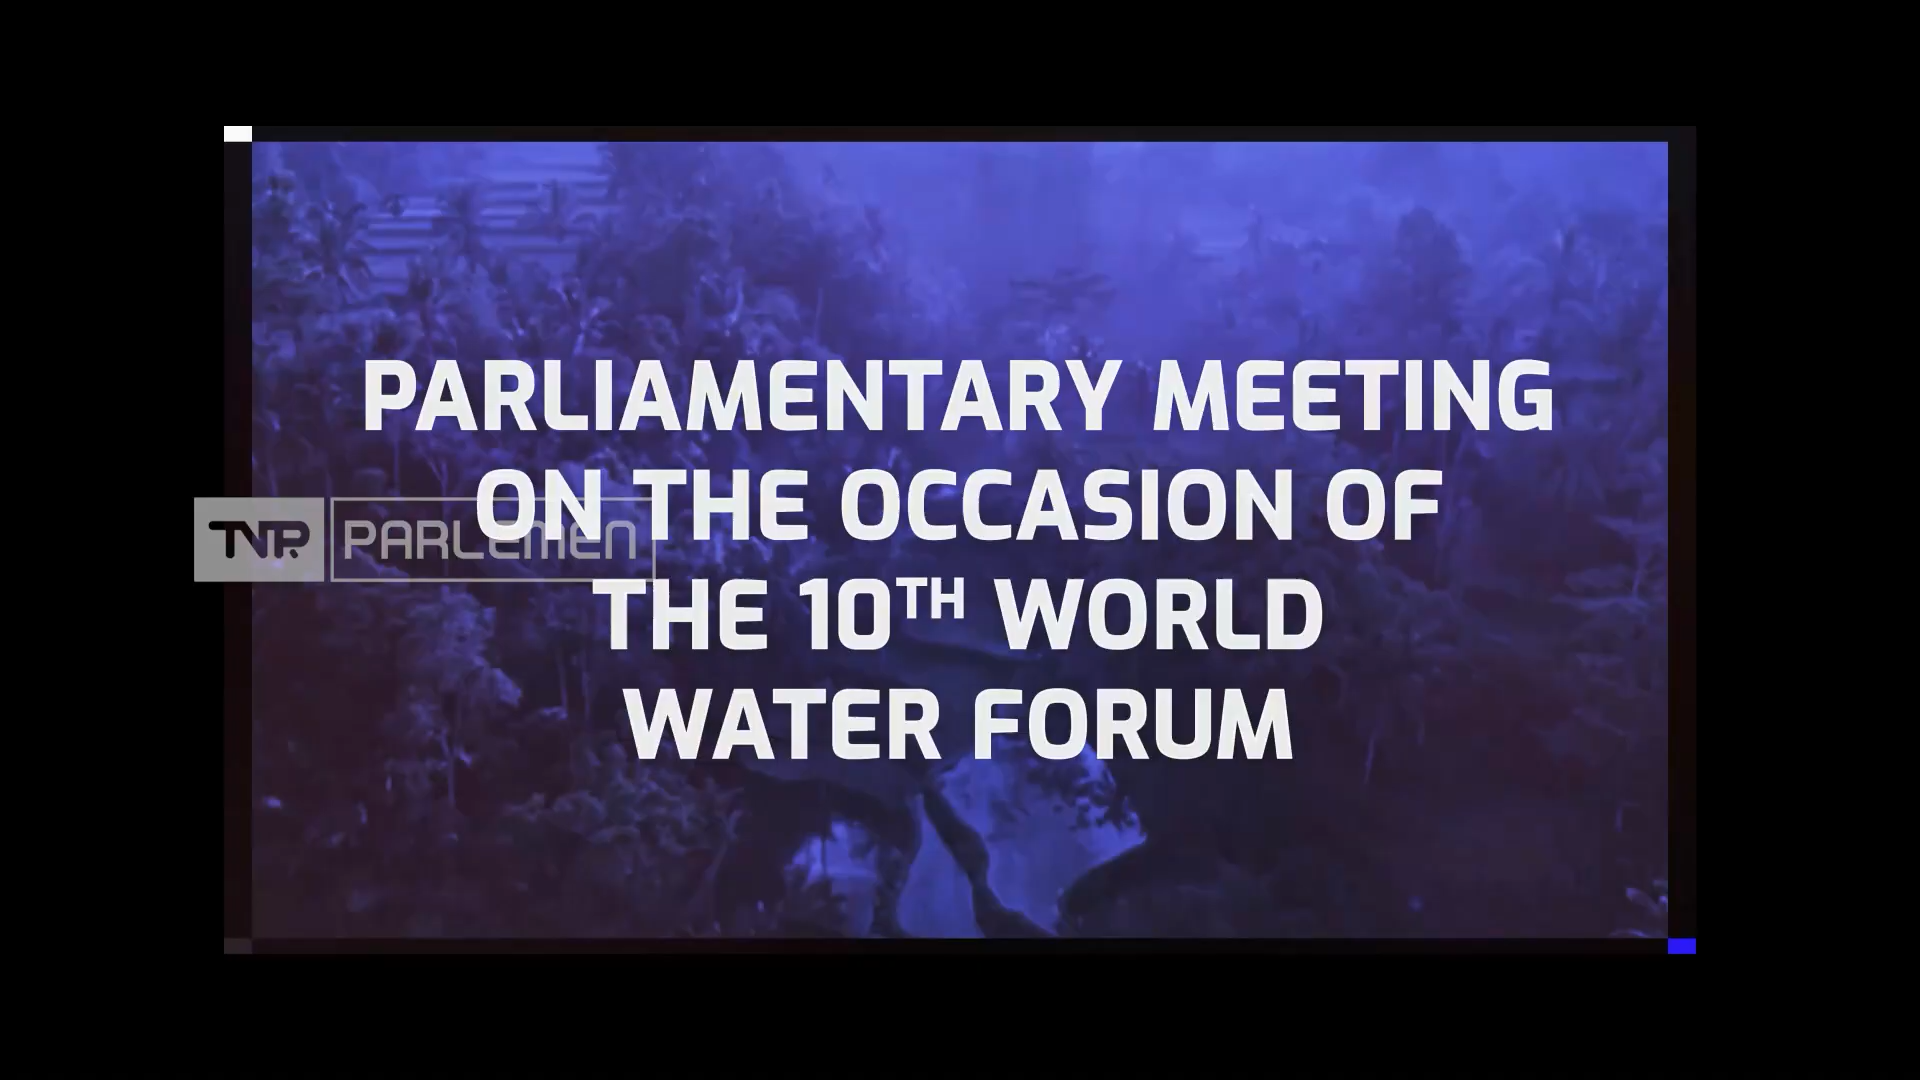 PARLIAMENTARY MEETING
ON THE OCCASION OF
TVR PARLEMEN
THE 10TH WORLD
WATER FORUM